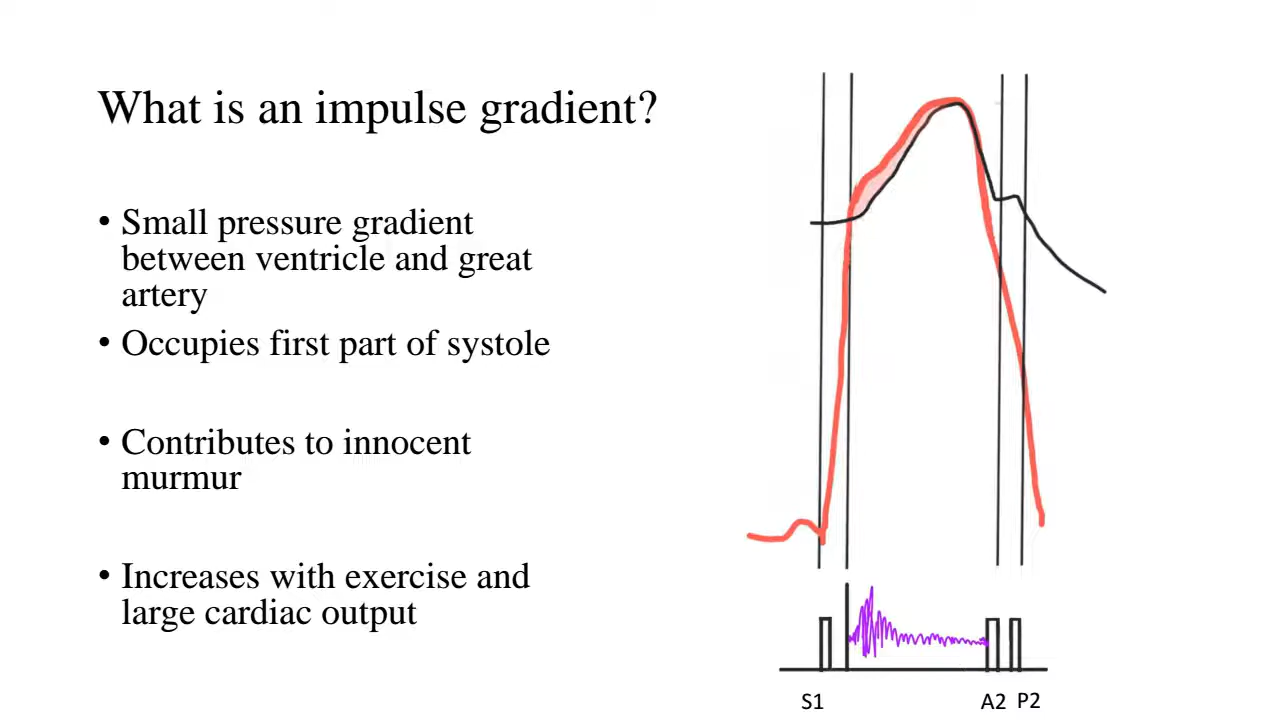 What is an impulse gradient?
• Small pressure gradient
between ventricle and great
artery
• Occupies first part of systole
• Contributes to innocent
murmur
• Increases with exercise and
large cardiac output
S1 A2 P2